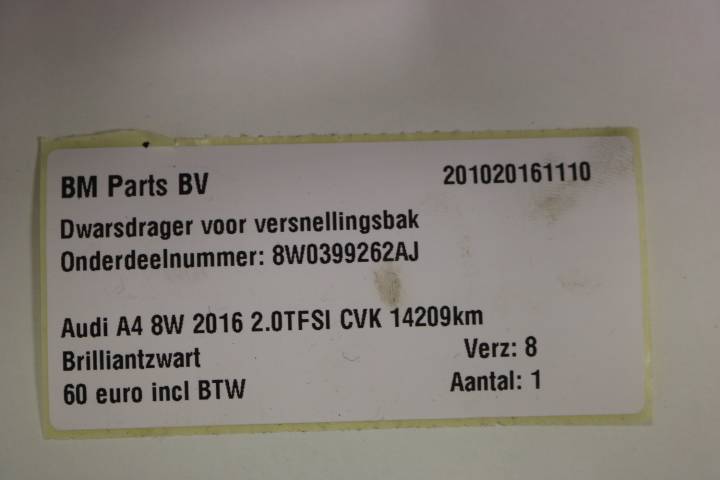 BM Parts BV 201020161110
Dwarsdrager voor versnellingsbak
Onderdeelnummer: 8W0399262AJ
Audi A4 8W 2016 2.0TFSI CVK 14209km
Brilliantzwart Verz: 8
60 euro incl BTW Aantal: 1